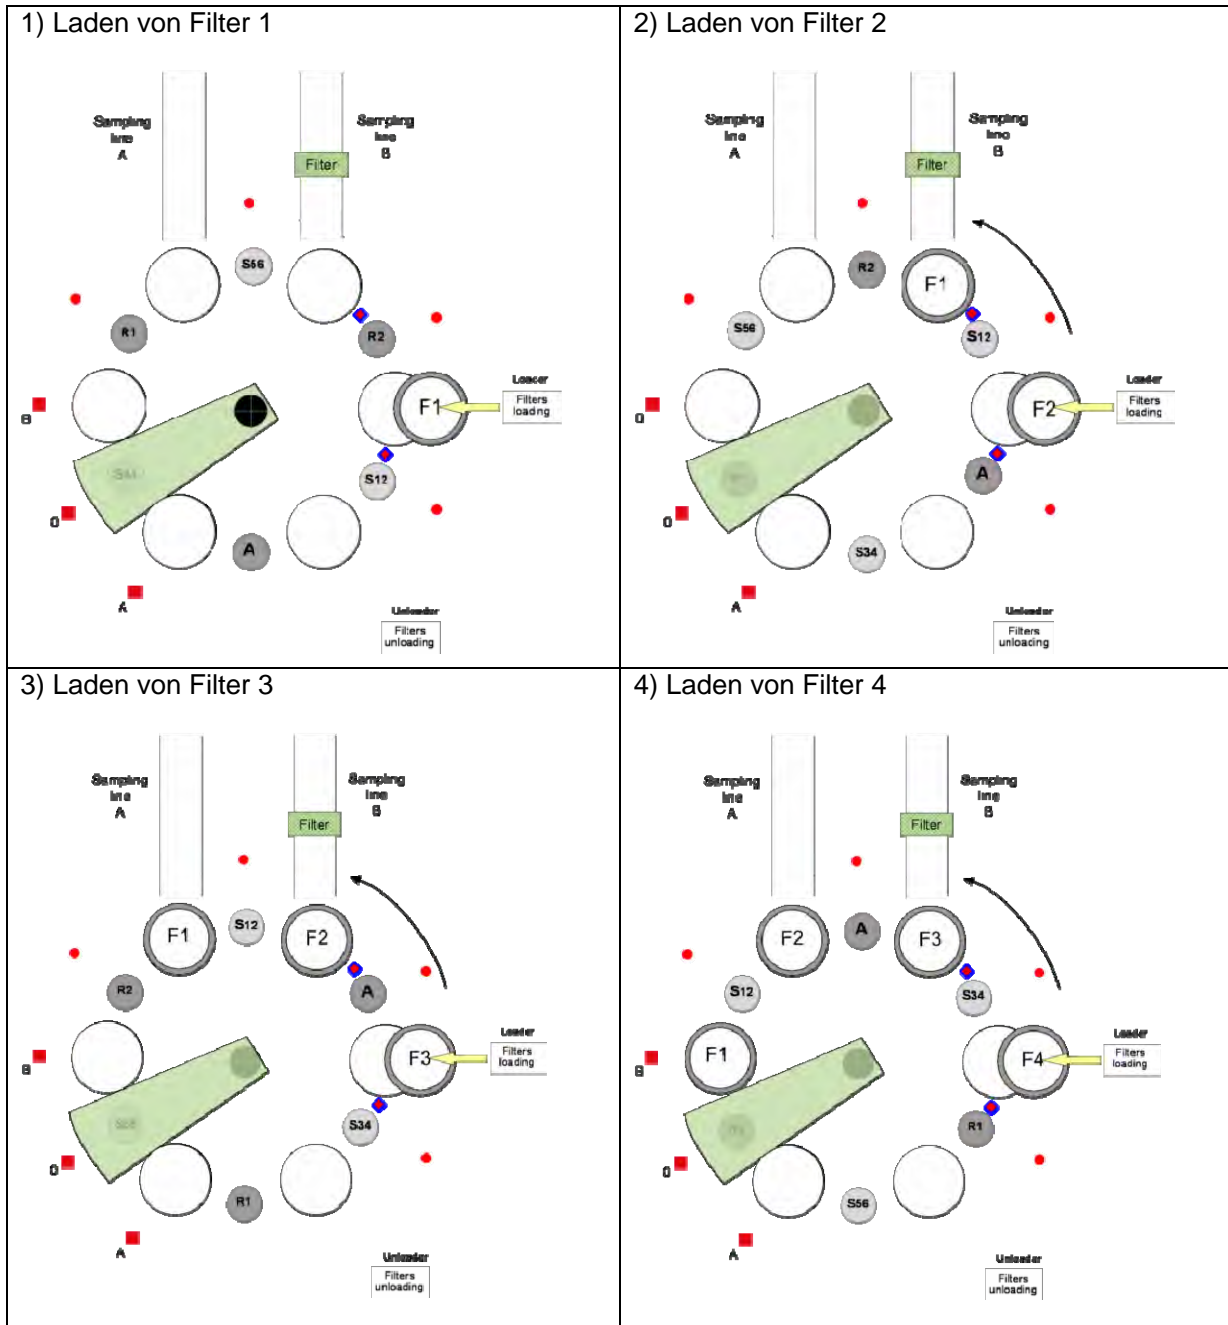 1) Laden von Filter 1
Sampling
line
A
Sampling
line
B
Filter
S56
R1
R2
Loader
Filters
loading
F1
B
S12
0
A
A
Unloader
Filters
unloading
2) Laden von Filter 2
Sampling
line
A
Sampling
line
B
Filter
R2
F1
S56
S12
Loader
Filters
loading
F2
A
0
S34
A
Unloader
Filters
unloading
3) Laden von Filter 3
Sampling
line
A
Sampling
line
B
Filter
F1
S12
F2
R2
A
Loader
Filters
loading
F3
B
S34
0
R1
A
Unloader
Filters
unloading
4) Laden von Filter 4
Sampling
line
A
Sampling
line
B
Filter
F2
A
F3
S12
S34
Loader
Filters
loading
F1
F4
B
R1
0
S56
A
Unloader
Filters
unloading